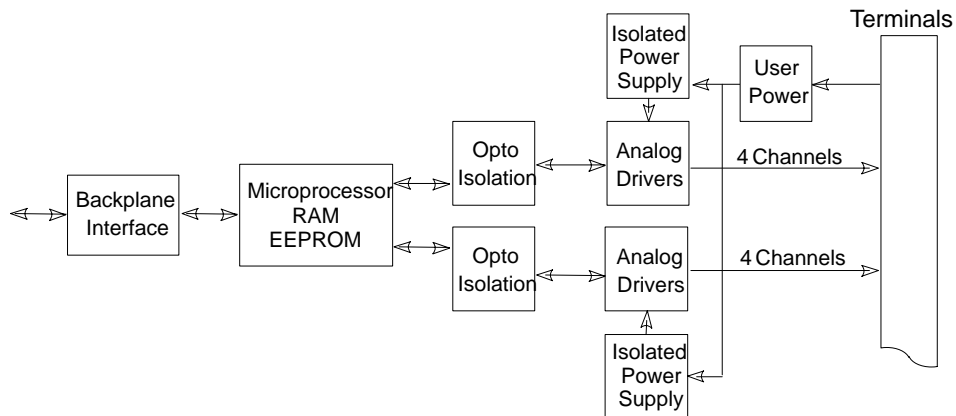 Terminals
Isolated
Power
Supply
User
Power
Opto
Isolation
Analog
Drivers
4 Channels
Backplane
Interface
Microprocessor
RAM
EEPROM
Opto
Isolation
Analog
Drivers
4 Channels
Isolated
Power
Supply